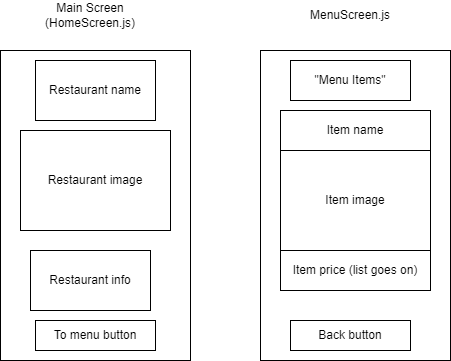 Main Screen
(HomeScreen.js)
Restaurant name
Restaurant image
Restaurant info
To menu button
MenuScreen.js
"Menu Items"
Item name
Item image
Item price (list goes on)
Back button